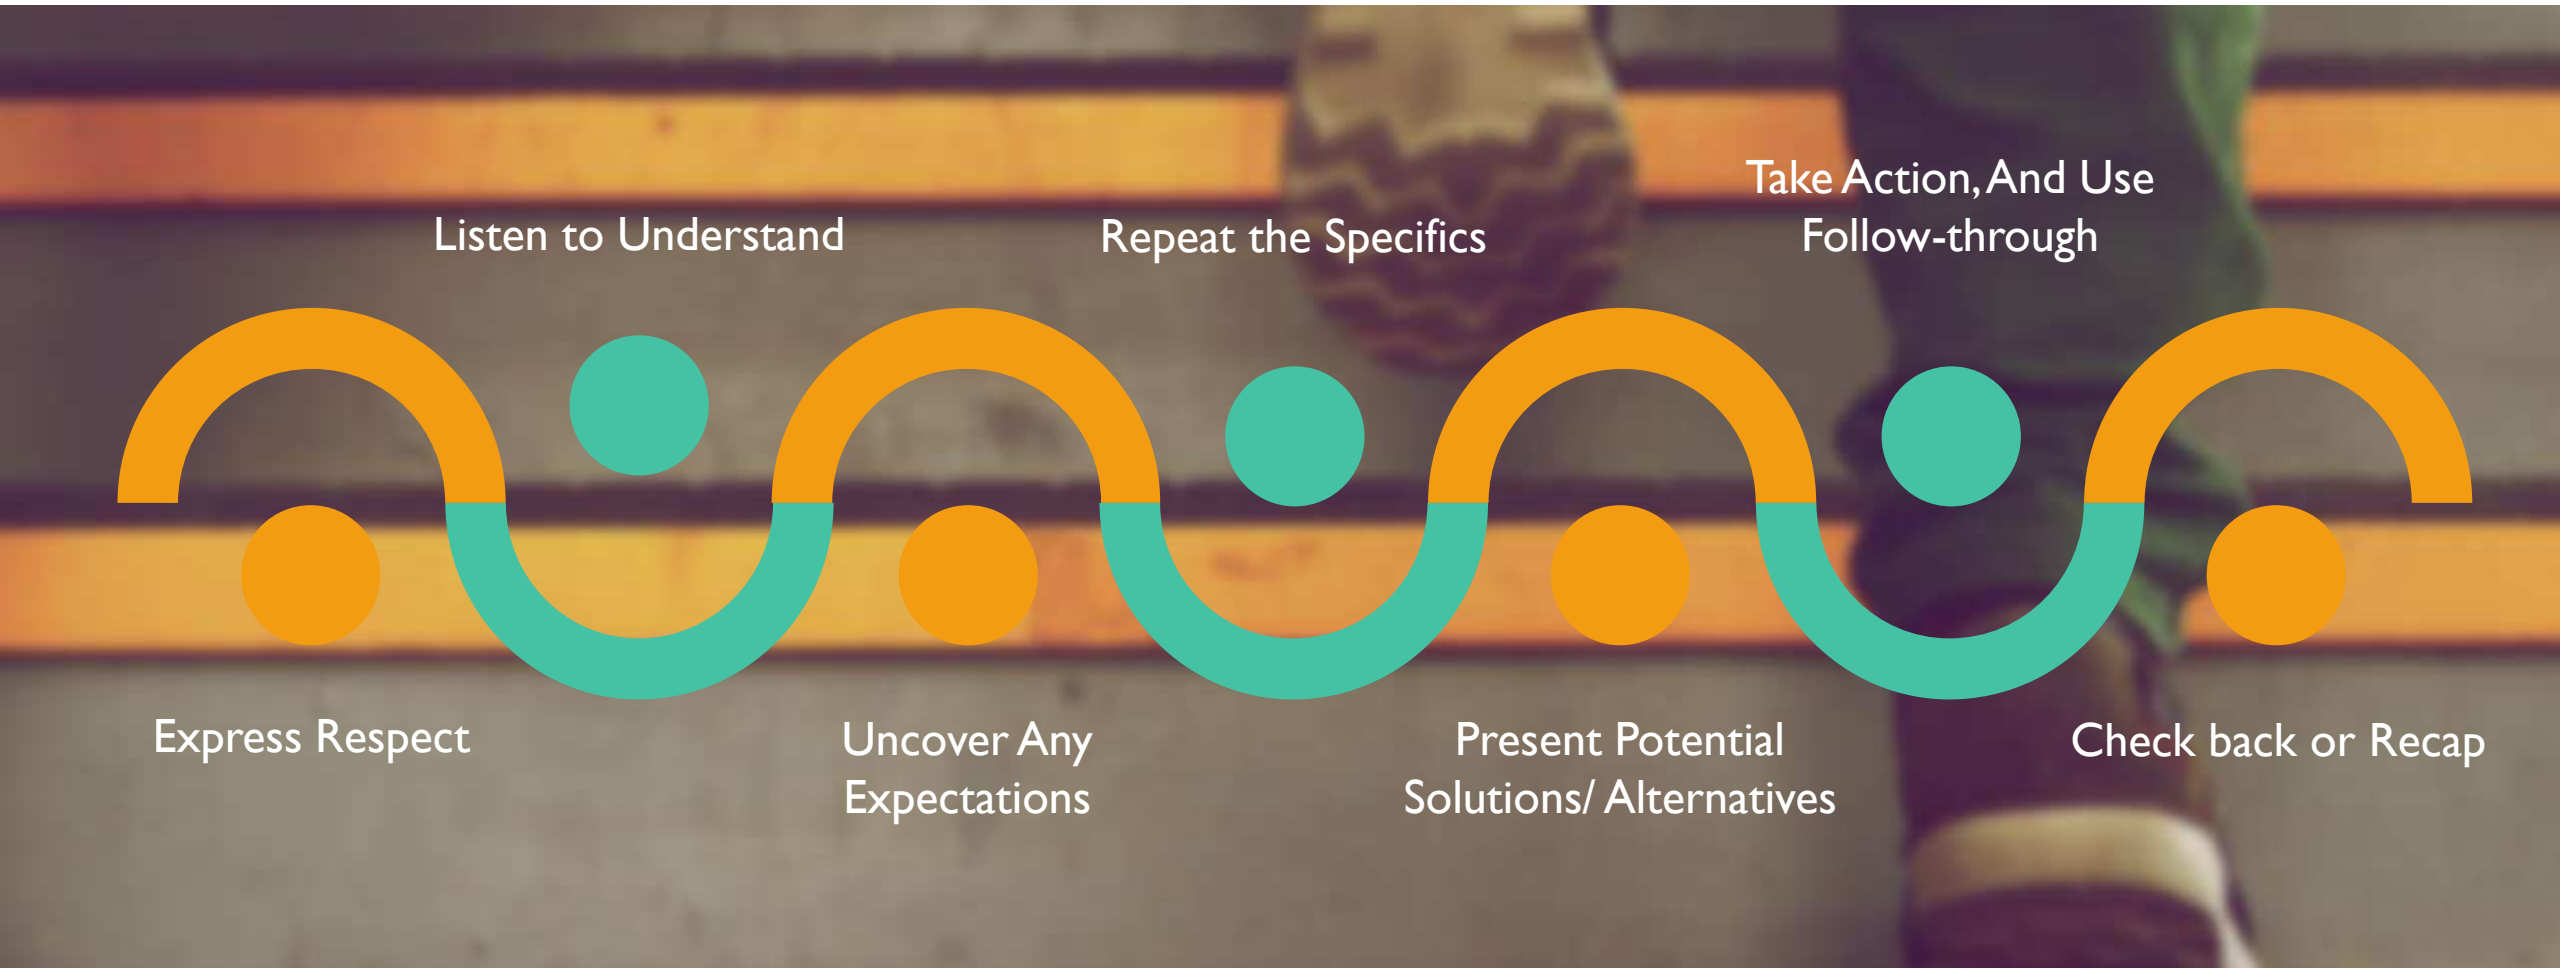 Express Respect
Listen to Understand
Uncover Any
Expectations
Repeat the Specifics
Present Potential
Solutions/ Alternatives
Take Action, And Use
Follow-through
Check back or Recap